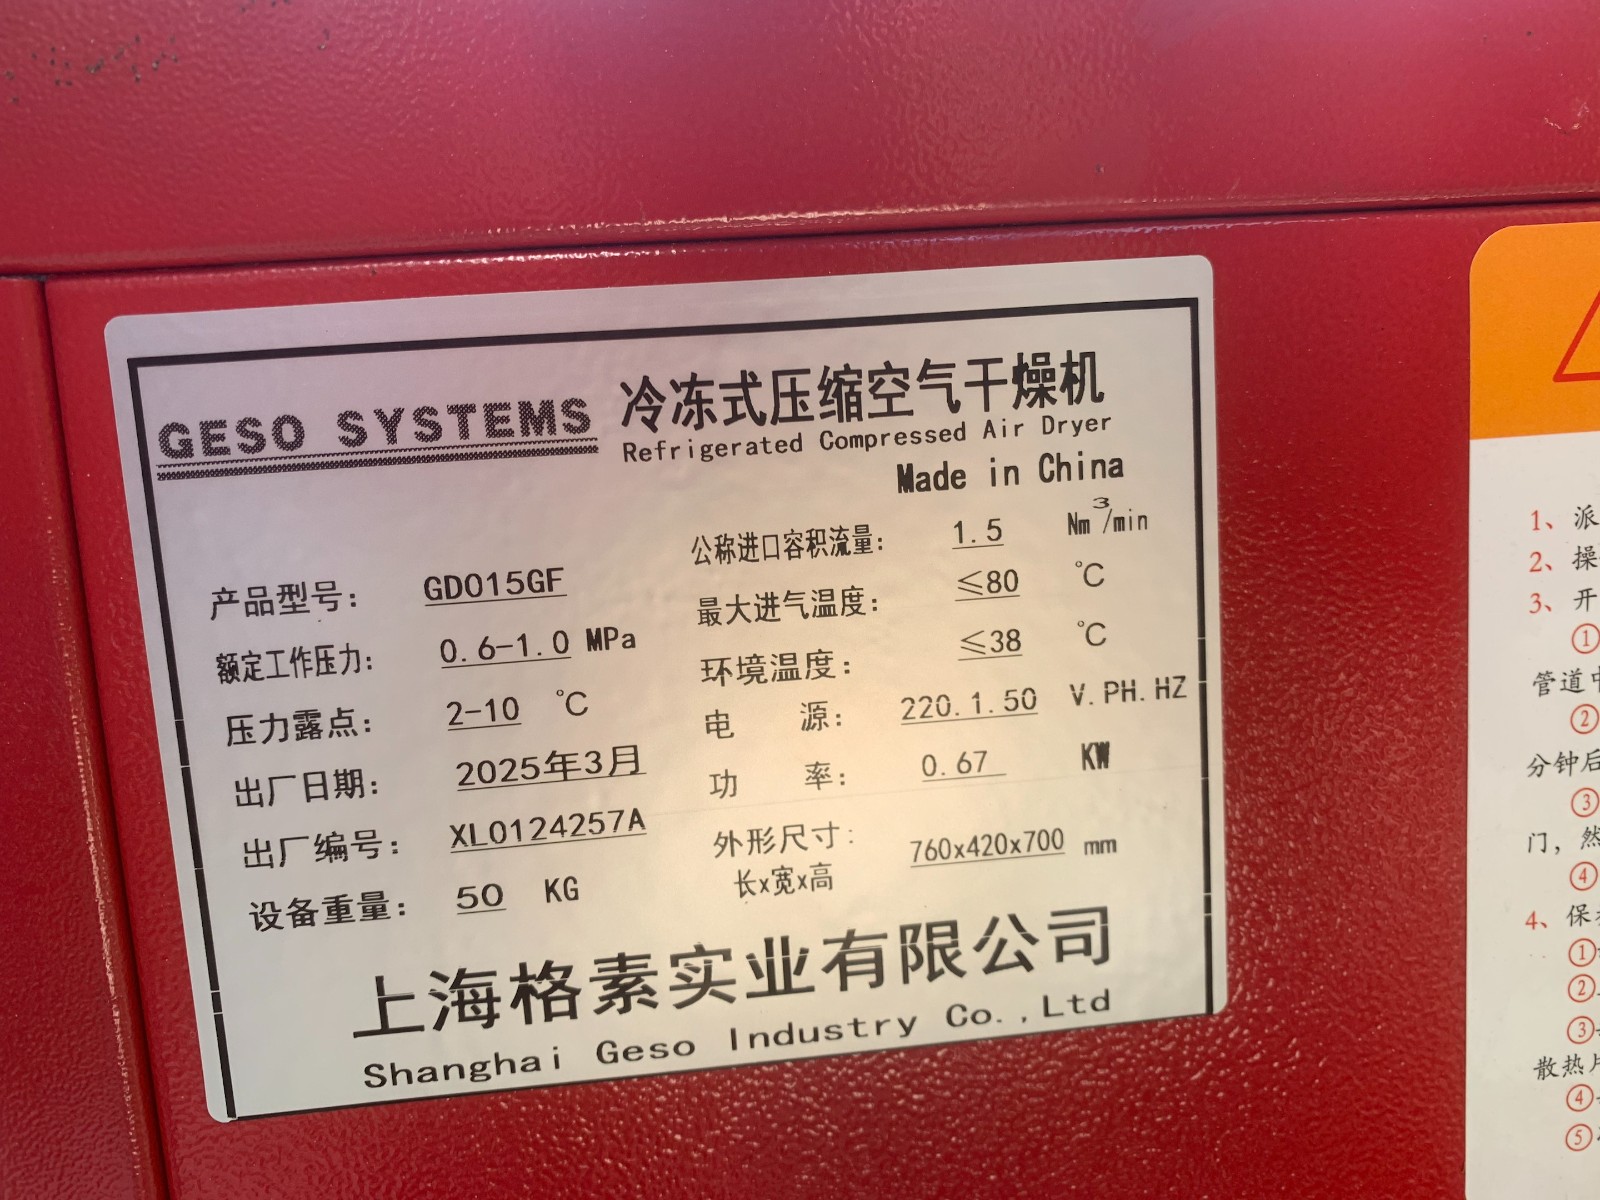 GESO SYSTEMS
冷冻式压缩空气干燥机
Refrigerated Compressed Air Dryer
Made in China
产品型号: GD015GF
额定工作压力: 0.6-1.0 MPa
压力露点: 2-10 ℃
出厂日期: 2025年3月
出厂编号: XL0124257A
设备重量: 50 KG
公称进口容积流量: 1.5 Nm³/min
最大进气温度: ≤80 ℃
环境温度: ≤38 ℃
电 源: 220.1.50 V.PH.HZ
功 率: 0.67 KW
外形尺寸: 760x420x700 mm
长x宽x高
上海格素实业有限公司
Shanghai Geso Industry Co.,Ltd
1、派
2、操
3、开
①
管道中
②
分钟后
③
门，然
④
4、保
①
②
③
散热片
④
⑤